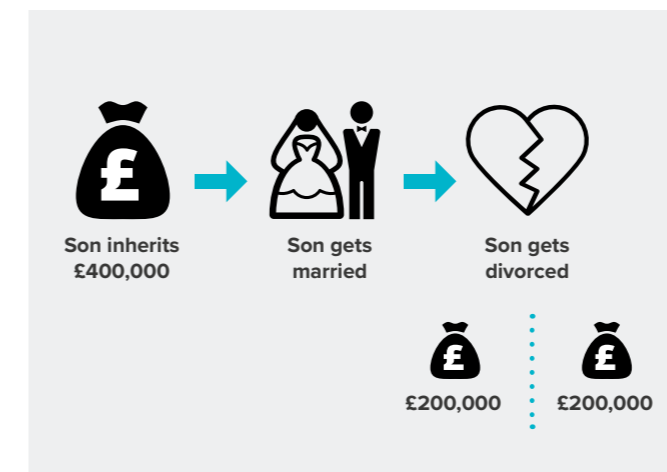 £
Son inherits
£400,000
Son gets
married
Son gets
divorced
£
£
£200,000
£200,000